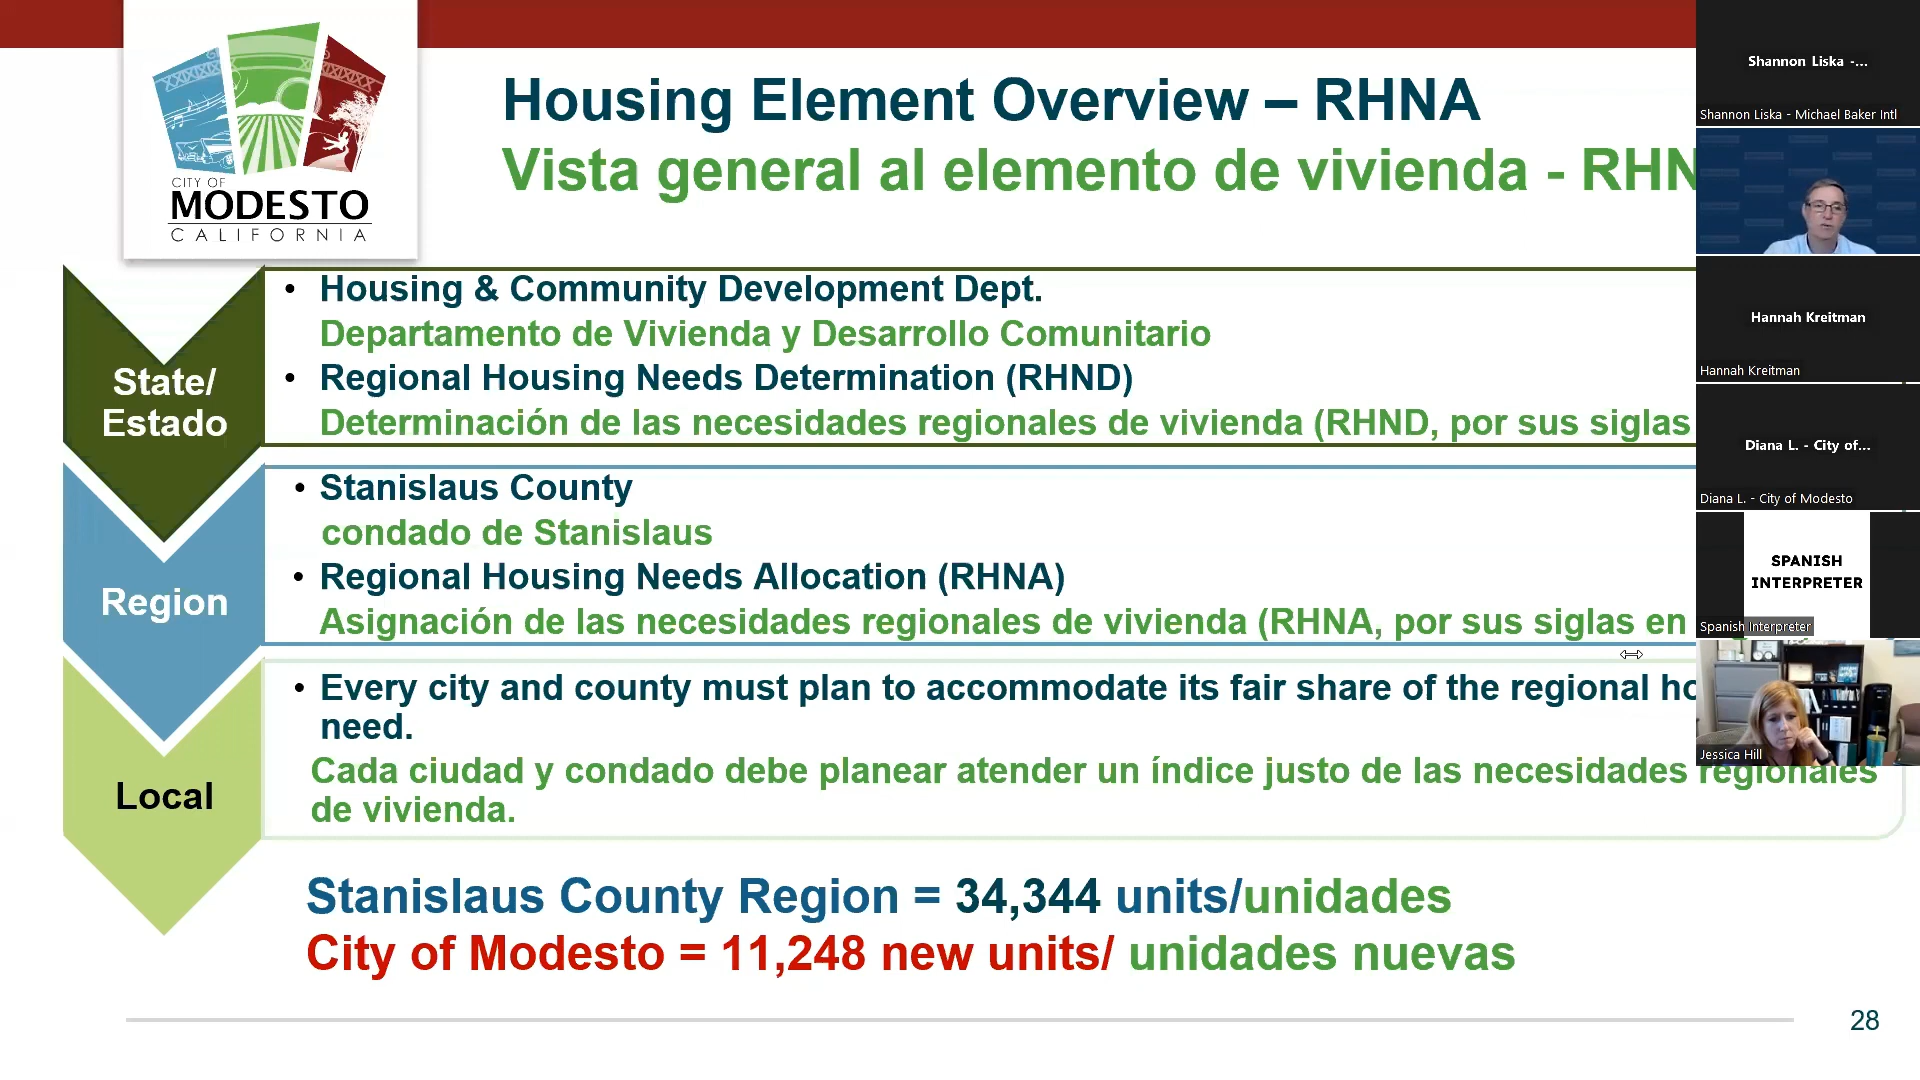 CITY OF
MODESTO
CALIFORNIA
Housing Element Overview – RHNA
Vista general al elemento de vivienda - RHN
State/
Estado
• Housing & Community Development Dept.
Departamento de Vivienda y Desarrollo Comunitario
• Regional Housing Needs Determination (RHND)
Determinación de las necesidades regionales de vivienda (RHND, por sus siglas
Region
• Stanislaus County
condado de Stanislaus
• Regional Housing Needs Allocation (RHNA)
Asignación de las necesidades regionales de vivienda (RHNA, por sus siglas en
Local
• Every city and county must plan to accommodate its fair share of the regional
need.
Cada ciudad y condado debe planear atender un índice justo de las necesidades regionales
de vivienda.
Stanislaus County Region = 34,344 units/unidades
City of Modesto = 11,248 new units/ unidades nuevas
28
Shannon Liska -...
Shannon Liska - Michael Baker Intl
Hannah Kreitman
Hannah Kreitman
Diana L. - City of...
Diana L. - City of Modesto
SPANISH
INTERPRETER
Spanish Interpreter
Jessica Hill